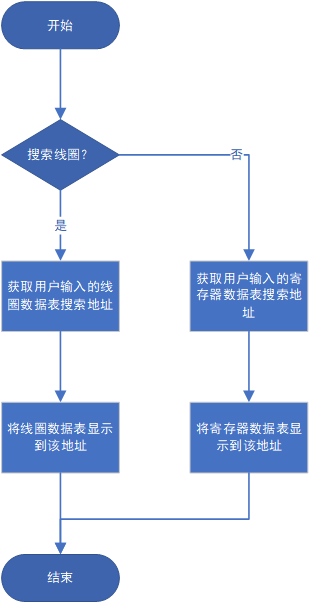 开始
搜索线圈？
否
是
获取用户输入的线
圈数据表搜索地址
获取用户输入的寄
存器数据表搜索地
址
将线圈数据表显示
到该地址
将寄存器数据表显
示到该地址
结束